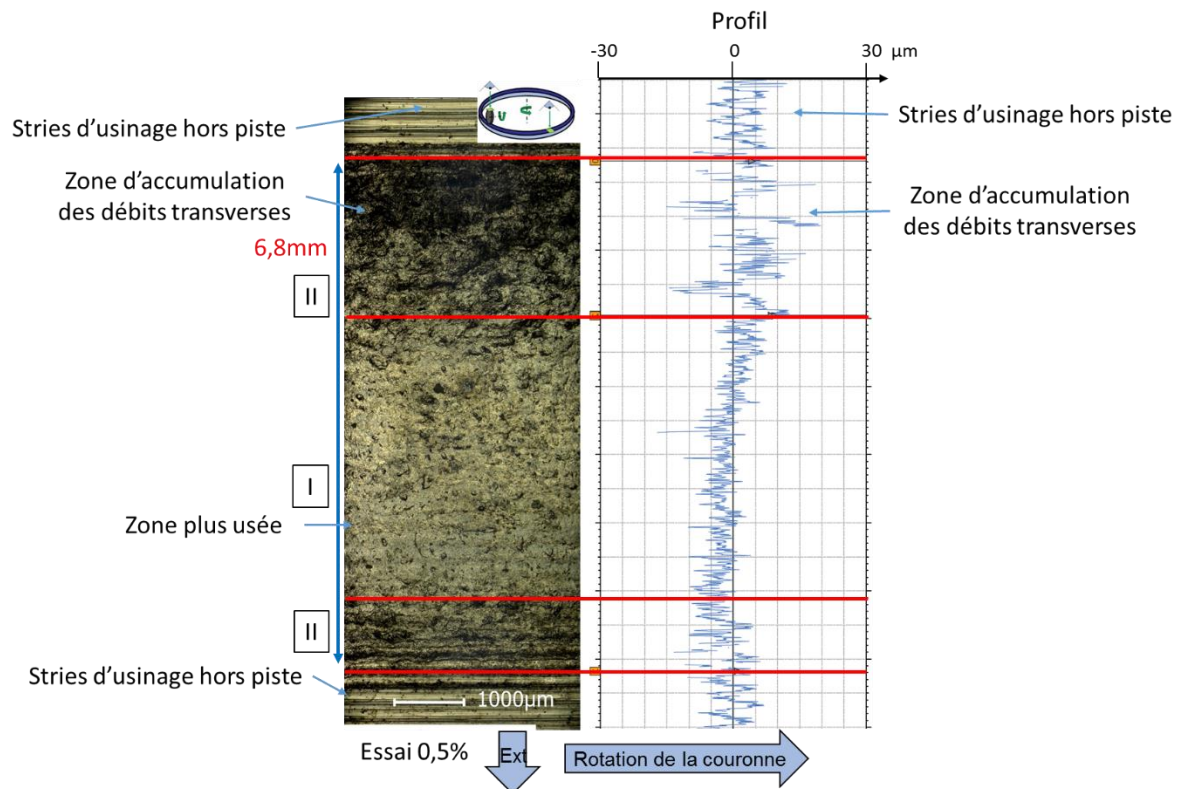 Profil
-30 0 30 µm
Stries d'usinage hors piste
Stries d'usinage hors piste
Zone d'accumulation
des débits transverses
Zone d'accumulation
des débits transverses
6,8mm
II
I
Zone plus usée
II
Stries d'usinage hors piste
1000µm
Essai 0,5%
Ext
Rotation de la couronne